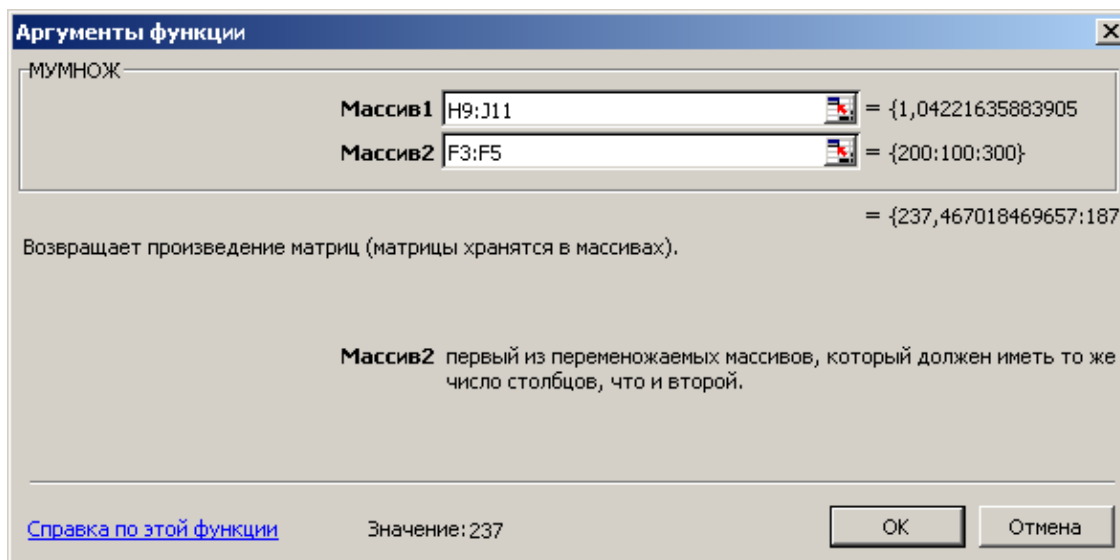 Аргументы функции
МУМНОЖ
Массив1 H9:J11 = {1,04221635883905
Массив2 F3:F5 = {200:100:300}
= {237,467018469657:187
Возвращает произведение матриц (матрицы хранятся в массивах).
Массив2 первый из переменожаемых массивов, который должен иметь то же
число столбцов, что и второй.
Справка по этой функции Значение:237 ОК Отмена